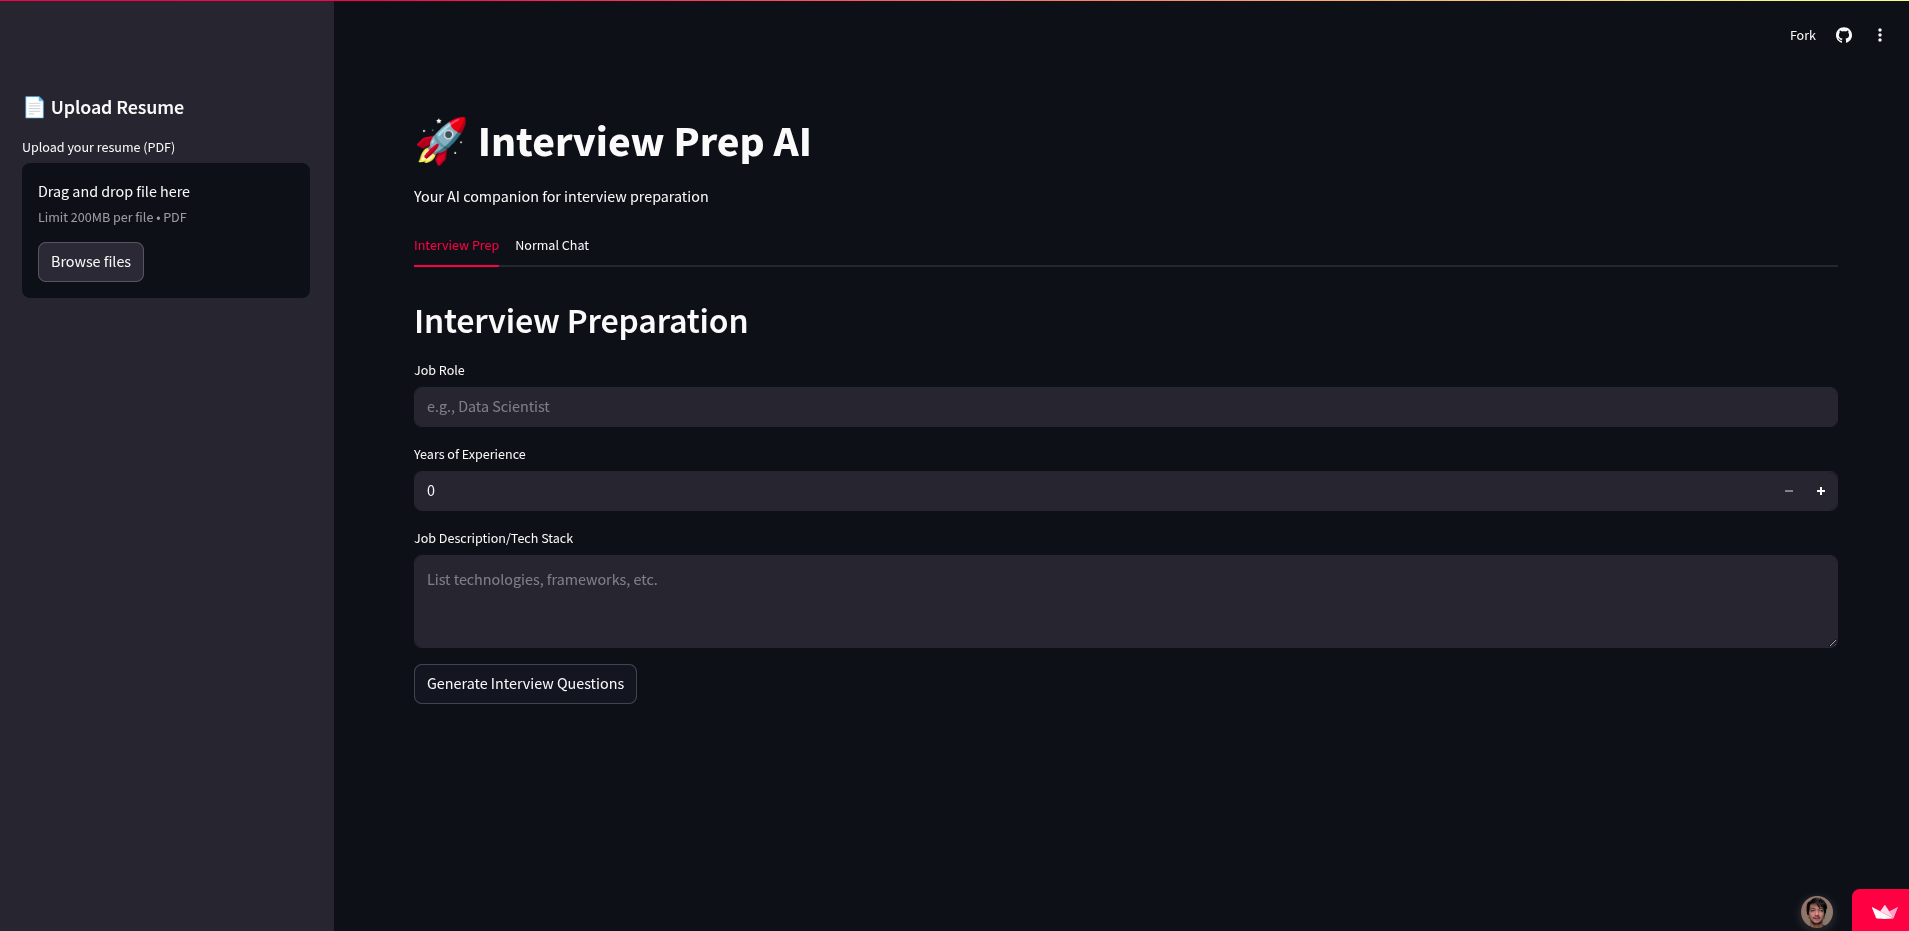 Fork
📄 Upload Resume
Upload your resume (PDF)
Drag and drop file here
Limit 200MB per file • PDF
Browse files
🚀 Interview Prep AI
Your AI companion for interview preparation
Interview Prep Normal Chat
Interview Preparation
Job Role
e.g., Data Scientist
Years of Experience
0
Job Description/Tech Stack
List technologies, frameworks, etc.
Generate Interview Questions